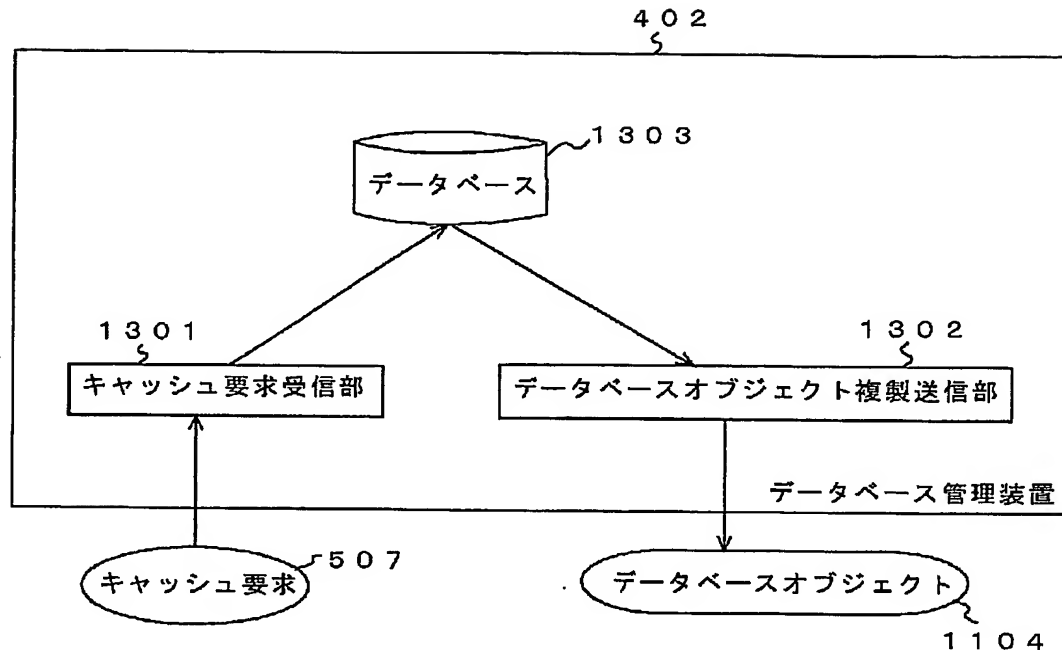 ４０２
１３０３
データベース
１３０１
１３０２
キャッシュ要求受信部
データベースオブジェクト複製送信部
データベース管理装置
キャッシュ要求
５０７
データベースオブジェクト
１１０４